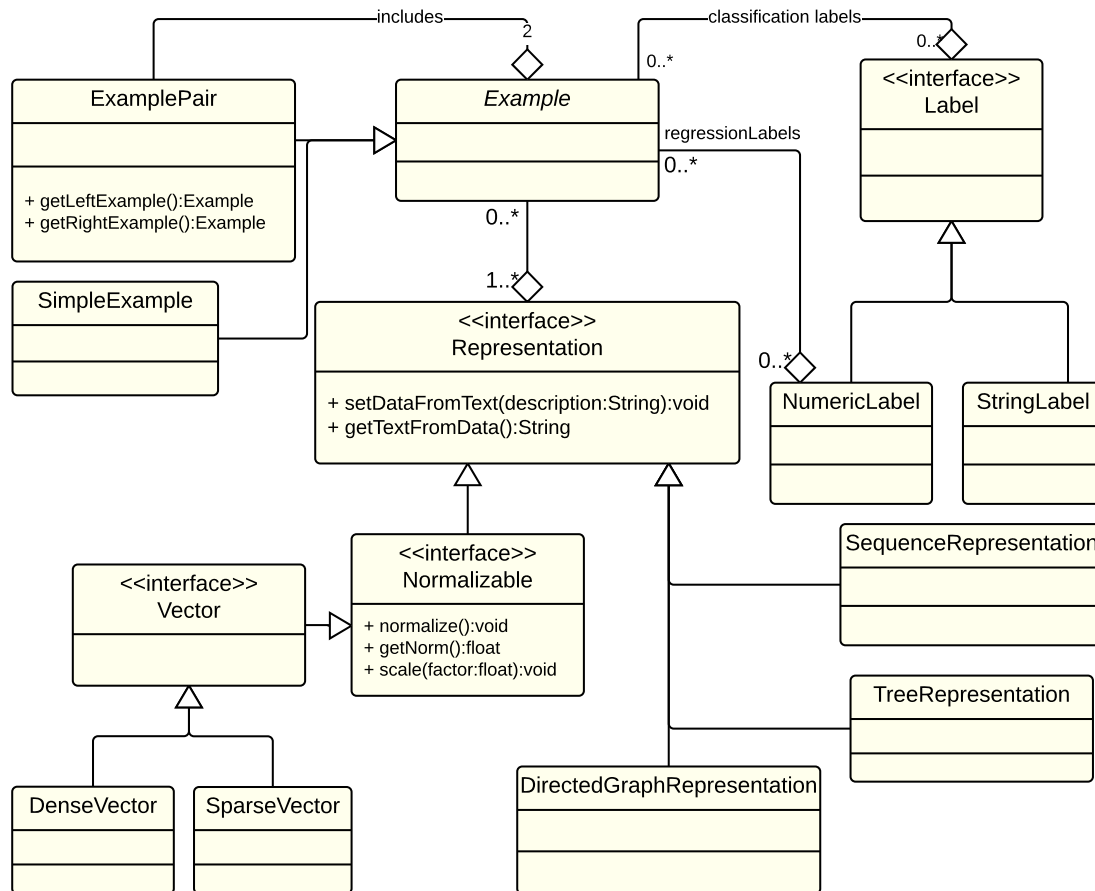 includes
classification labels
2
0..*
0..*
ExamplePair
Example
<<interface>>
Label
regressionLabels
0..*
+ getLeftExample():Example
+ getRightExample():Example
0..*
1..*
SimpleExample
<<interface>>
Representation
0..*
+ setDataFromText(description:String):void
+ getTextFromData():String
NumericLabel
StringLabel
SequenceRepresentation
<<interface>>
Normalizable
<<interface>>
Vector
+ normalize():void
+ getNorm():float
+ scale(factor:float):void
TreeRepresentation
DirectedGraphRepresentation
DenseVector
SparseVector